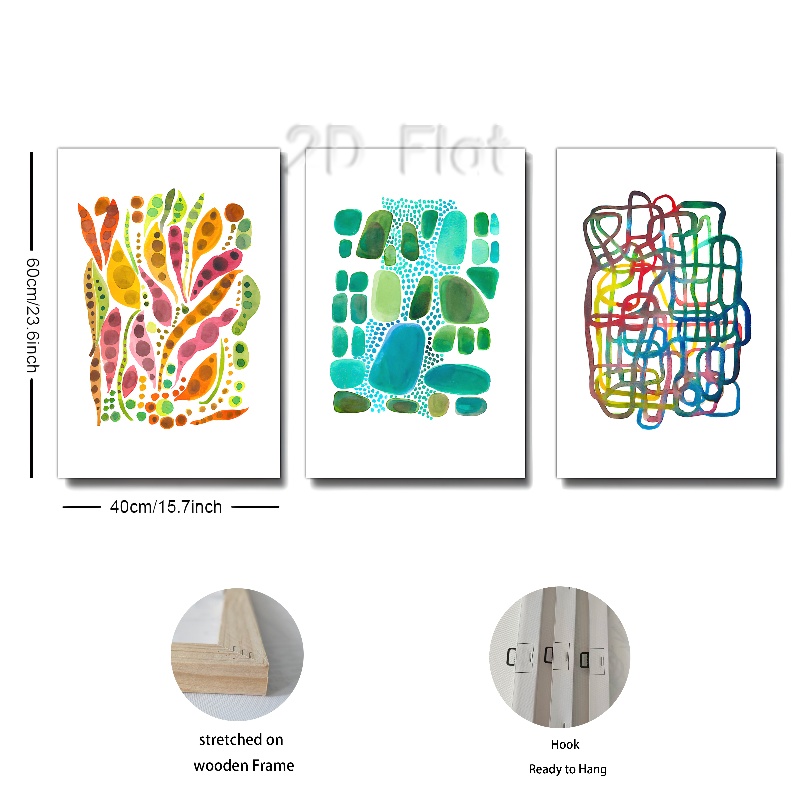 2D Flat
60cm/23.6inch
40cm/15.7inch
stretched on
wooden Frame
Hook
Ready to Hang